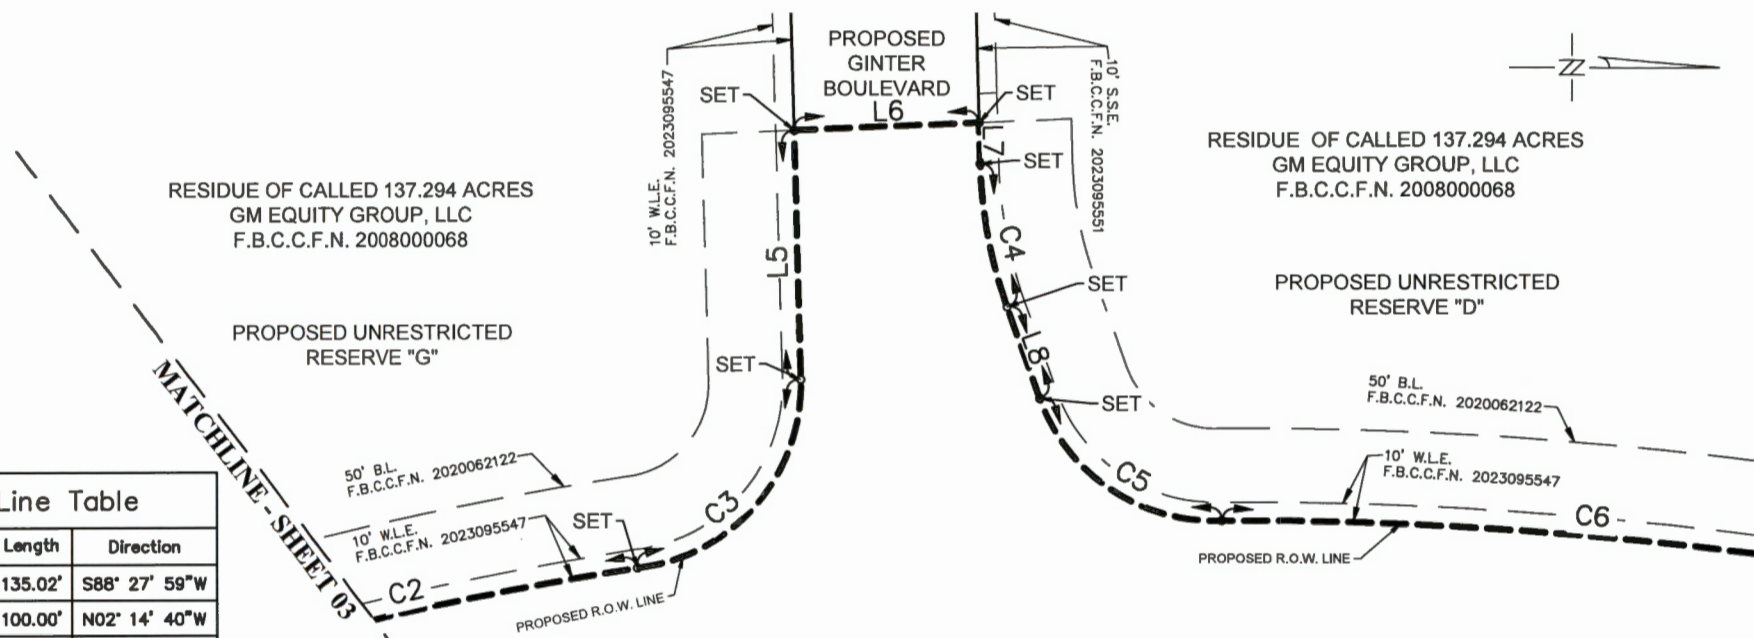 PROPOSED
GINTER
BOULEVARD
L6
SET
SET
SET
10' W.L.E.
F.B.C.C.F.N. 2023095547
10' S.S.E.
F.B.C.C.F.N. 2023095551
L7
RESIDUE OF CALLED 137.294 ACRES
GM EQUITY GROUP, LLC
F.B.C.C.F.N. 2008000068
RESIDUE OF CALLED 137.294 ACRES
GM EQUITY GROUP, LLC
F.B.C.C.F.N. 2008000068
L5
C4
SET
PROPOSED UNRESTRICTED
RESERVE "G"
PROPOSED UNRESTRICTED
RESERVE "D"
SET
L8
SET
MATCHLINE - SHEET 03
50' B.L.
F.B.C.C.F.N. 2020062122
50' B.L.
F.B.C.C.F.N. 2020062122
10' W.L.E.
F.B.C.C.F.N. 2023095547
10' W.L.E.
F.B.C.C.F.N. 2023095547
SET
C3
C5
C6
C2
PROPOSED R.O.W. LINE
PROPOSED R.O.W. LINE
Line Table
Length Direction
135.02' S88° 27' 59"W
100.00' N02° 14' 40"W